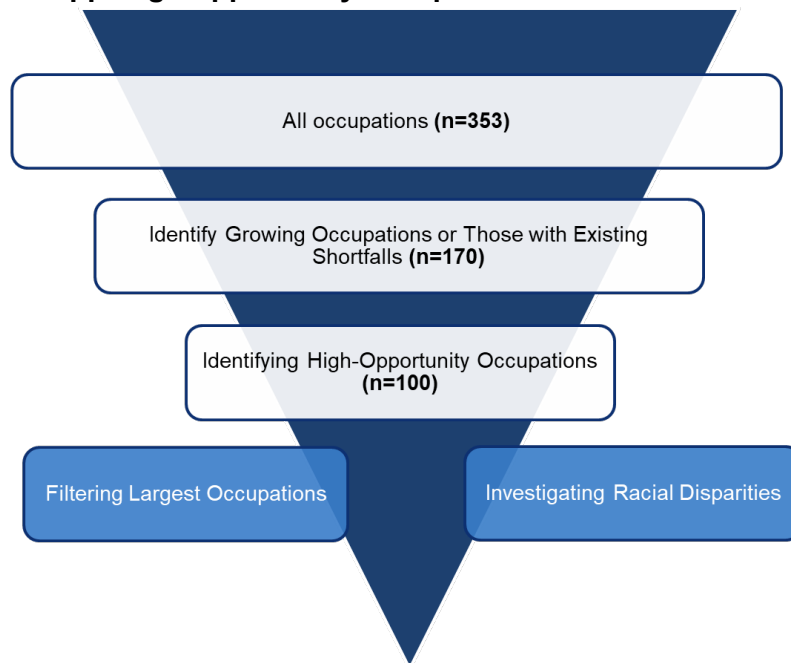 All occupations (n=353)
Identify Growing Occupations or Those with Existing
Shortfalls (n=170)
Identifying High-Opportunity Occupations
(n=100)
Filtering Largest Occupations
Investigating Racial Disparities